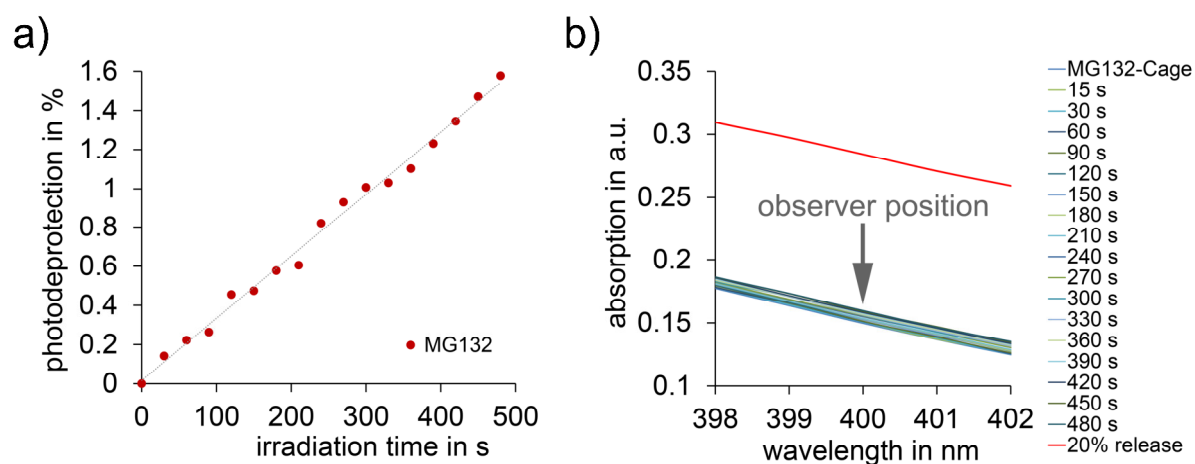 a)
photodeprotection in %
1.6
1.4
1.2
1
0.8
0.6
0.4
0.2
0
0
100
200
300
400
500
irradiation time in s
MG132
b)
absorption in a.u.
0.35
0.3
0.25
0.2
0.15
0.1
398
399
400
401
402
wavelength in nm
observer position
MG132-Cage
15 s
30 s
60 s
90 s
120 s
150 s
180 s
210 s
240 s
270 s
300 s
330 s
360 s
390 s
420 s
450 s
480 s
20% release